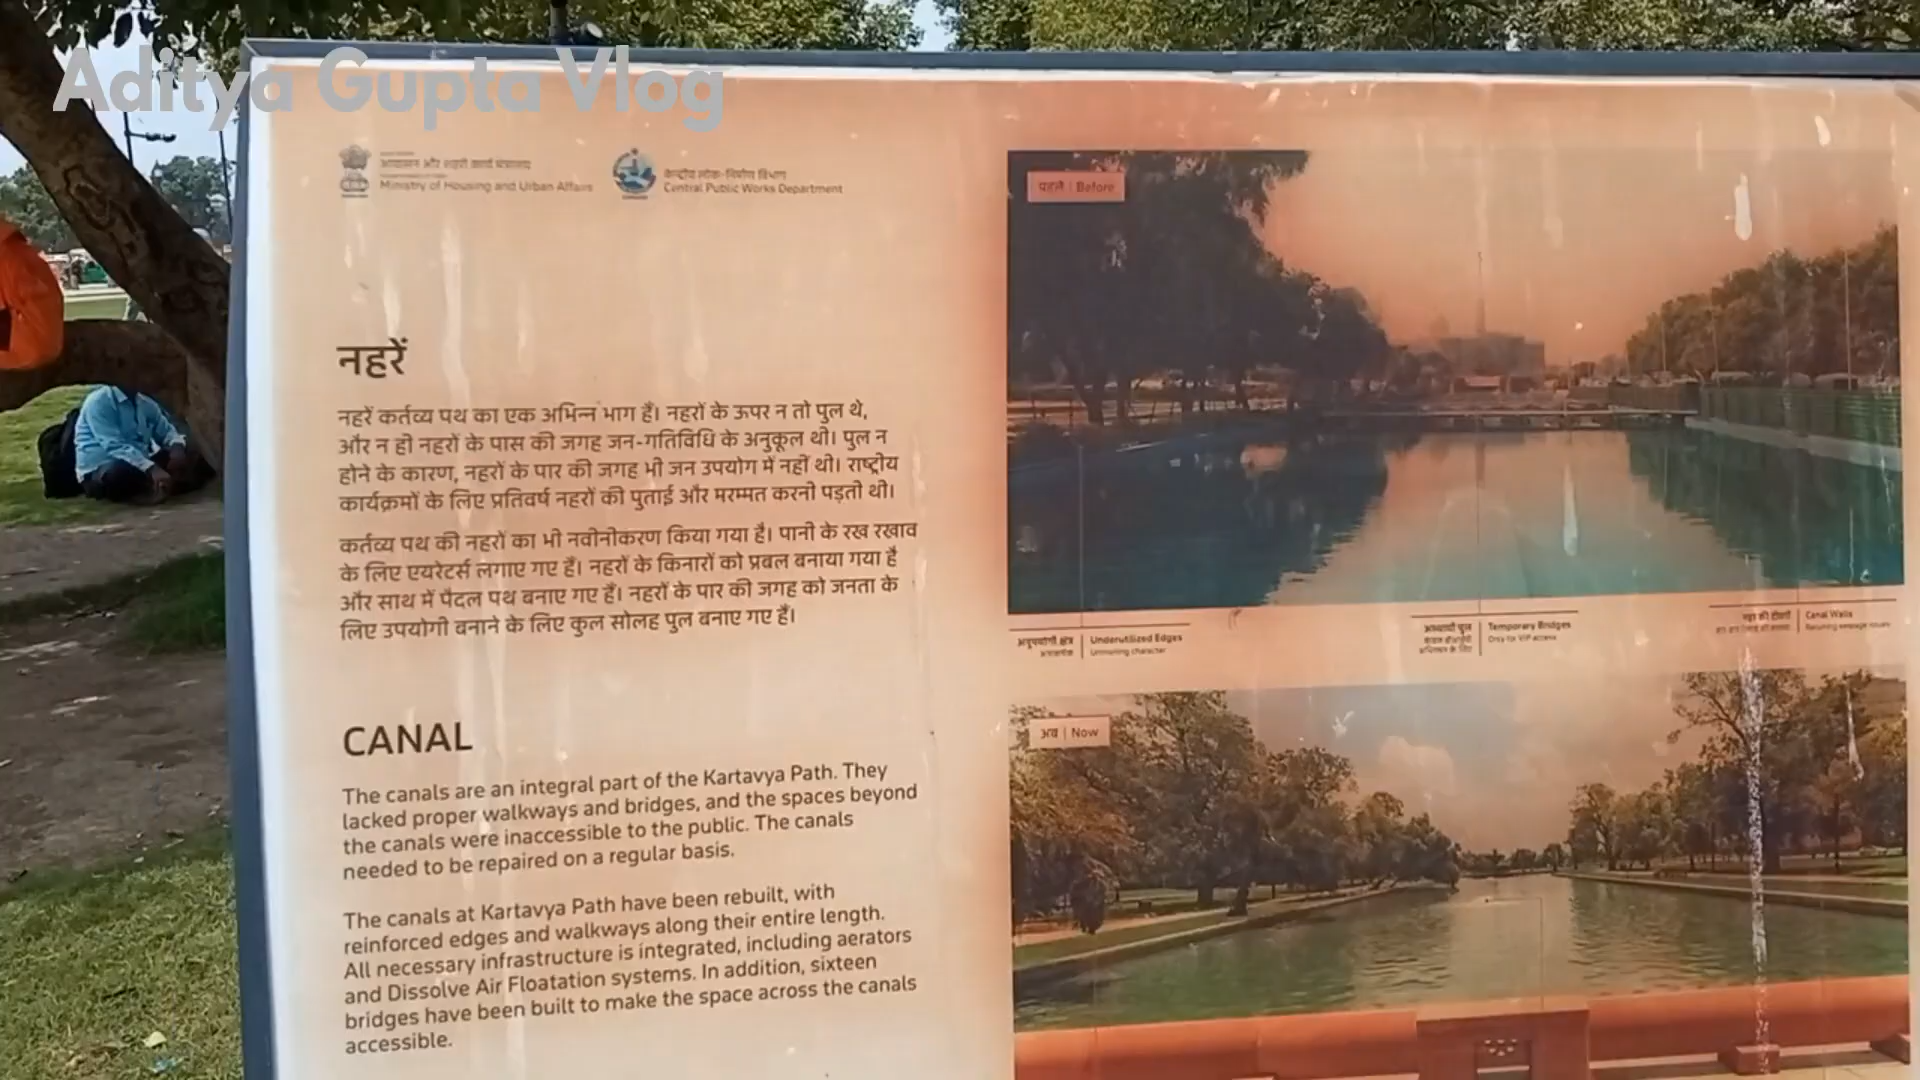 Aditya Gupta Vlog
आवासन और शहरी कार्य मंत्रालय
Ministry of Housing and Urban Affairs
केन्द्रीय लोक-निर्माण विभाग
Central Public Works Department
नहरें
नहरें कर्तव्य पथ का एक अभिन्न भाग हैं। नहरों के ऊपर न तो पुल थे,
और न ही नहरों के पास की जगह जन-गतिविधि के अनुकूल थी। पुल न
होने के कारण, नहरों के पार की जगह भी जन उपयोग में नहीं थी। राष्ट्रीय
कार्यक्रमों के लिए प्रतिवर्ष नहरों की पुताई और मरम्मत करनी पड़ती थी।
कर्तव्य पथ की नहरों का भी नवीनीकरण किया गया है। पानी के रख रखाव
के लिए एयरेटर्स लगाए गए हैं। नहरों के किनारों को प्रबल बनाया गया है
और साथ में पैदल पथ बनाए गए हैं। नहरों के पार की जगह को जनता के
लिए उपयोगी बनाने के लिए कुल सोलह पुल बनाए गए हैं।
CANAL
The canals are an integral part of the Kartavya Path. They
lacked proper walkways and bridges, and the spaces beyond
the canals were inaccessible to the public. The canals
needed to be repaired on a regular basis.
The canals at Kartavya Path have been rebuilt, with
reinforced edges and walkways along their entire length.
All necessary infrastructure is integrated, including aerators
and Dissolve Air Floatation systems. In addition, sixteen
bridges have been built to make the space across the canals
accessible.
पहले | Before
Underutilized Edges
Uninviting character
अस्थायी पुल
Temporary Bridges
Only for VIP access
Canal Walls
Recurring seepage issues
अब | Now